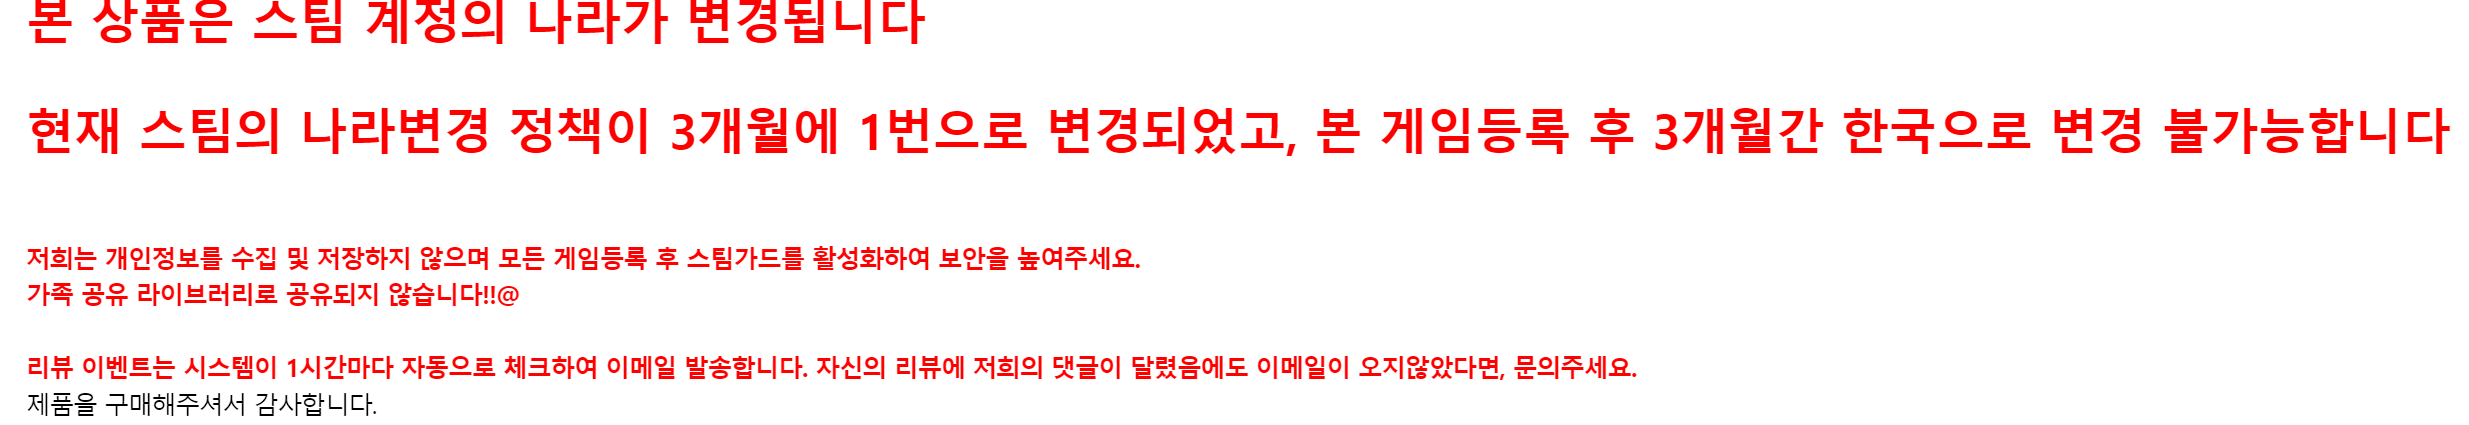 본 상품은 스팀 계정의 나라가 변경됩니다
현재 스팀의 나라변경 정책이 3개월에 1번으로 변경되었고, 본 게임등록 후 3개월간 한국으로 변경 불가능합니다
저희는 개인정보를 수집 및 저장하지 않으며 모든 게임등록 후 스팀가드를 활성화하여 보안을 높여주세요.
가족 공유 라이브러리로 공유되지 않습니다!!@
리뷰 이벤트는 시스템이 1시간마다 자동으로 체크하여 이메일 발송합니다. 자신의 리뷰에 저희의 댓글이 달렸음에도 이메일이 오지않았다면, 문의주세요.
제품을 구매해주셔서 감사합니다.